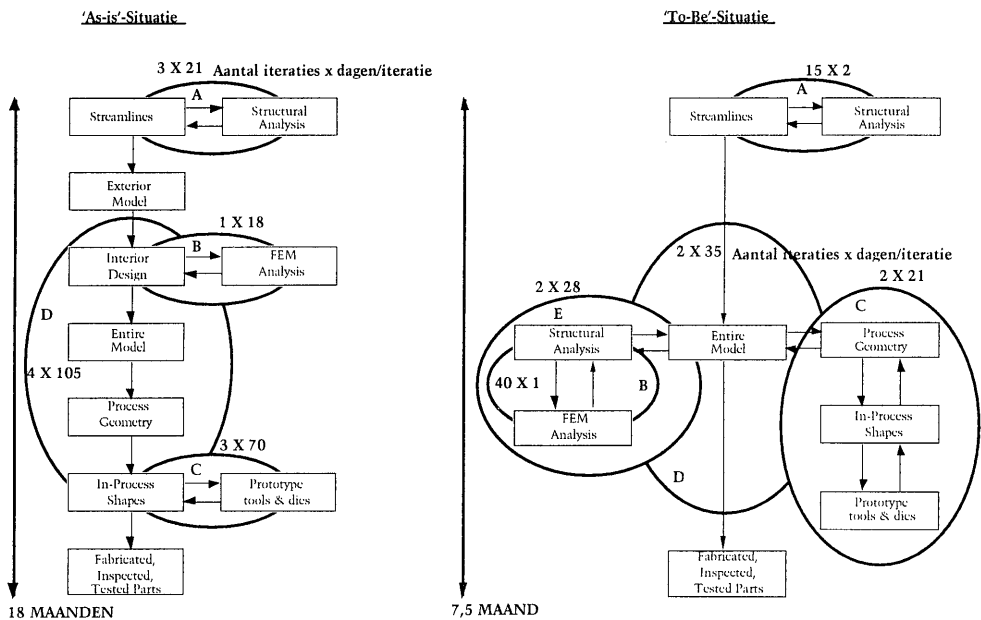 'As-is'-Situatie
3 X 21 Aantal iteraties x dagen/iteratie
A
Streamlines
Structural
Analysis
Exterior
Model
1 X 18
B
Interior
Design
FEM
Analysis
D
Entire
Model
4 X 105
Process
Geometry
3 X 70
C
In-Process
Shapes
Prototype
tools & dies
Fabricated,
Inspected,
Tested Parts
18 MAANDEN
'To-Be'-Situatie
15 X 2
A
Streamlines
Structural
Analysis
2 X 35 Aantal iteraties x dagen/iteratie
2 X 28
2 X 21
E
C
Structural
Analysis
Entire
Model
Process
Geometry
40 X 1
B
FEM
Analysis
In-Process
Shapes
D
Prototype
tools & dies
Fabricated,
Inspected,
Tested Parts
7,5 MAAND